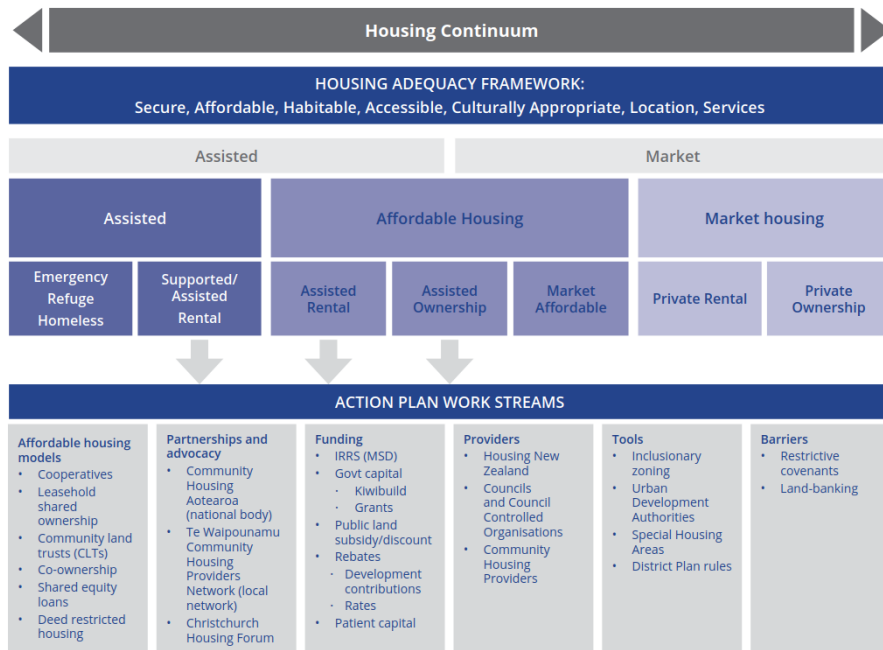 Housing Continuum
HOUSING ADEQUACY FRAMEWORK:
Secure, Affordable, Habitable, Accessible, Culturally Appropriate, Location, Services
Assisted
Market
Assisted
Affordable Housing
Market housing
Emergency
Refuge
Homeless
Supported/
Assisted
Rental
Assisted
Rental
Assisted
Ownership
Market
Affordable
Private Rental
Private
Ownership
ACTION PLAN WORK STREAMS
Affordable housing
models
• Cooperatives
• Leasehold
shared
ownership
• Community land
trusts (CLTs)
• Co-ownership
• Shared equity
loans
• Deed restricted
housing
Partnerships and
advocacy
• Community
Housing
Aotearoa
(national body)
• Te Waipounamu
Community
Housing
Providers
Network (local
network)
• Christchurch
Housing Forum
Funding
• IRRS (MSD)
• Govt capital
· Kiwibuild
· Grants
• Public land
subsidy/discount
• Rebates
· Development
contributions
· Rates
• Patient capital
Providers
• Housing New
Zealand
• Councils
and Council
Controlled
Organisations
• Community
Housing
Providers
Tools
• Inclusionary
zoning
• Urban
Development
Authorities
• Special Housing
Areas
• District Plan rules
Barriers
• Restrictive
covenants
• Land-banking